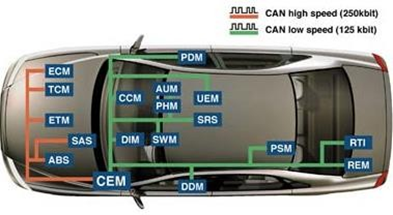 CAN high speed (250kbit)
CAN low speed (125 kbit)
PDM
ECM
TCM
CCM
AUM
PHM
UEM
ETM
SRS
SAS
DIM
SWM
ABS
PSM
RTI
REM
CEM
DDM